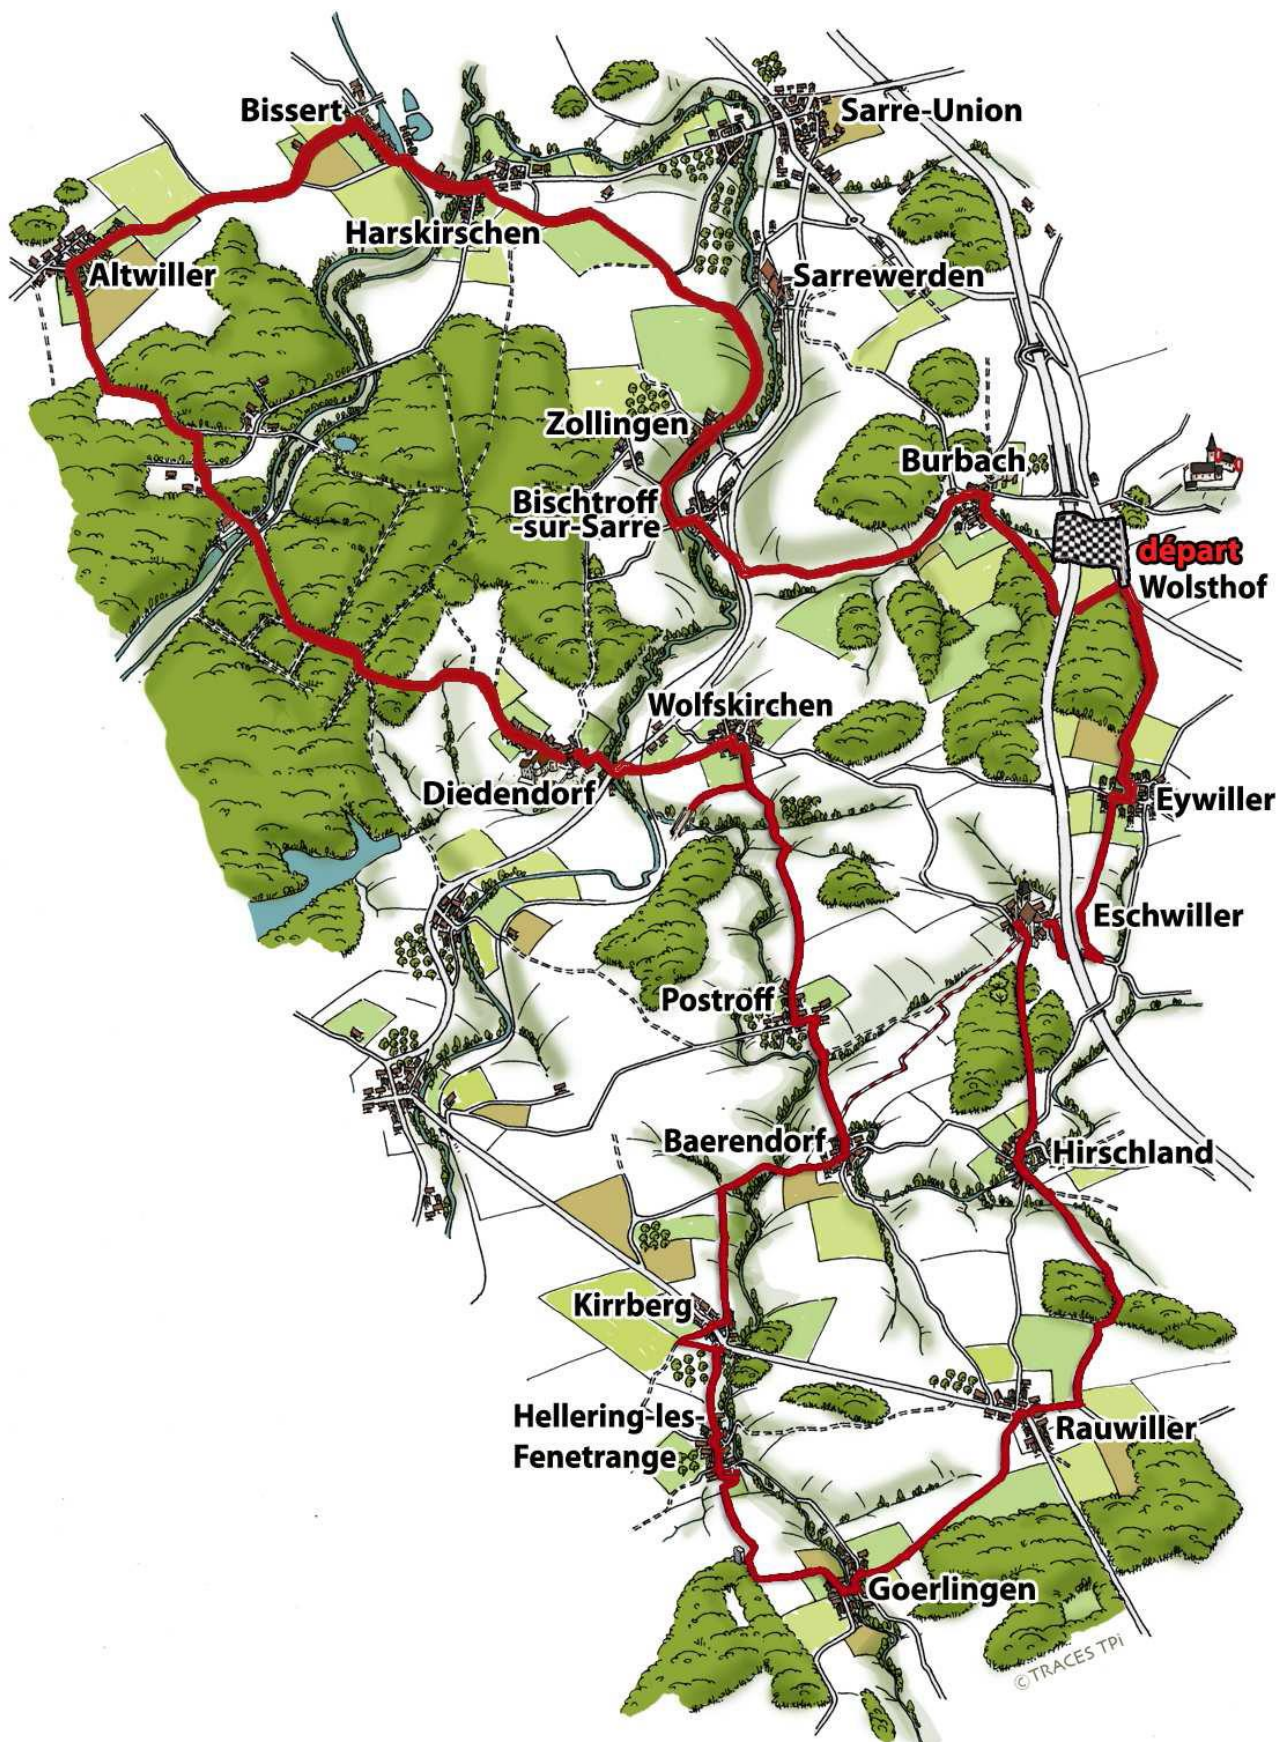 Bissert
Sarre-Union
Harskirschen
Altwiller
Sarrewerden
Zollingen
Burbach
Bischtroff
-sur-Sarre
départ
Wolsthof
Wolfskirchen
Diedendorf
Eywiller
Eschwiller
Postroff
Baerendorf
Hirschland
Kirrberg
Hellering-les-
Fenetrange
Rauwiller
Goerlingen
© TRACES TPi